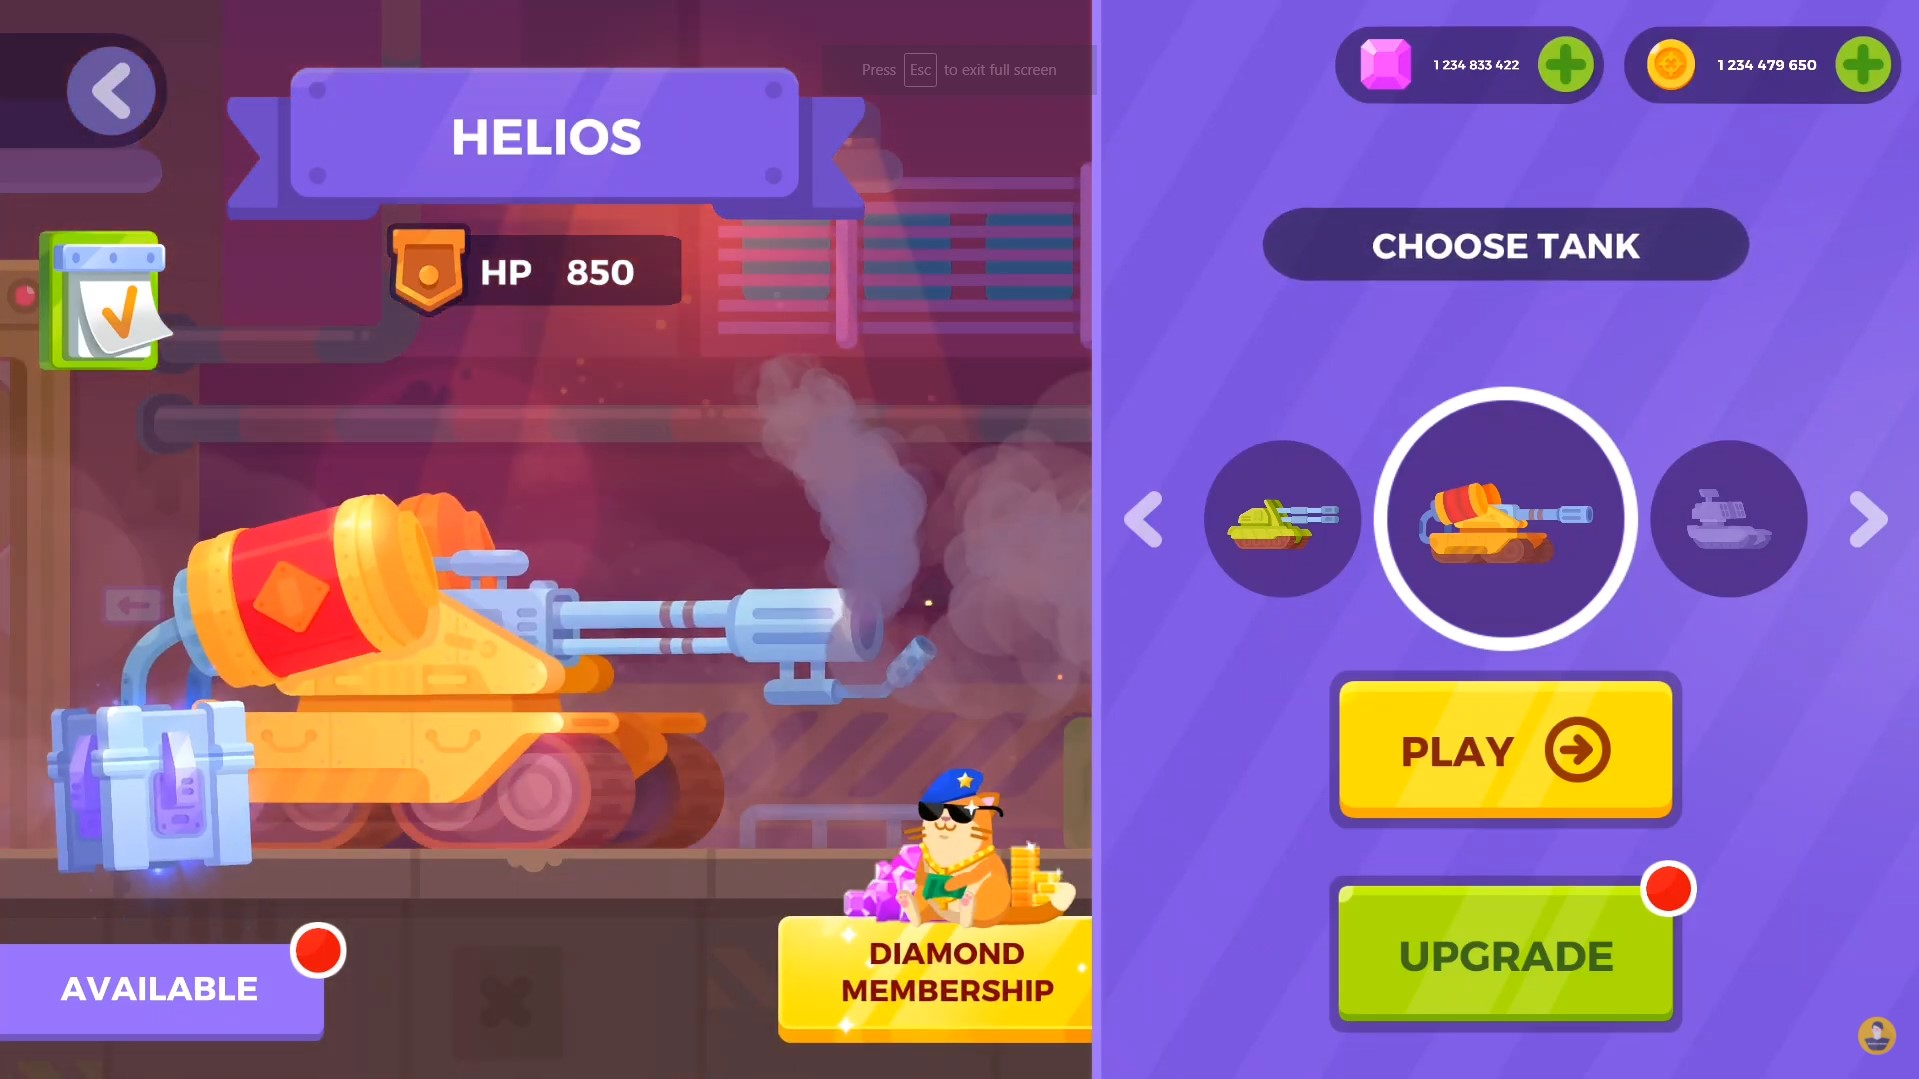 Press Esc to exit full screen
1 234 833 422
1 234 479 650
HELIOS
HP 850
CHOOSE TANK
PLAY
UPGRADE
AVAILABLE
DIAMOND
MEMBERSHIP